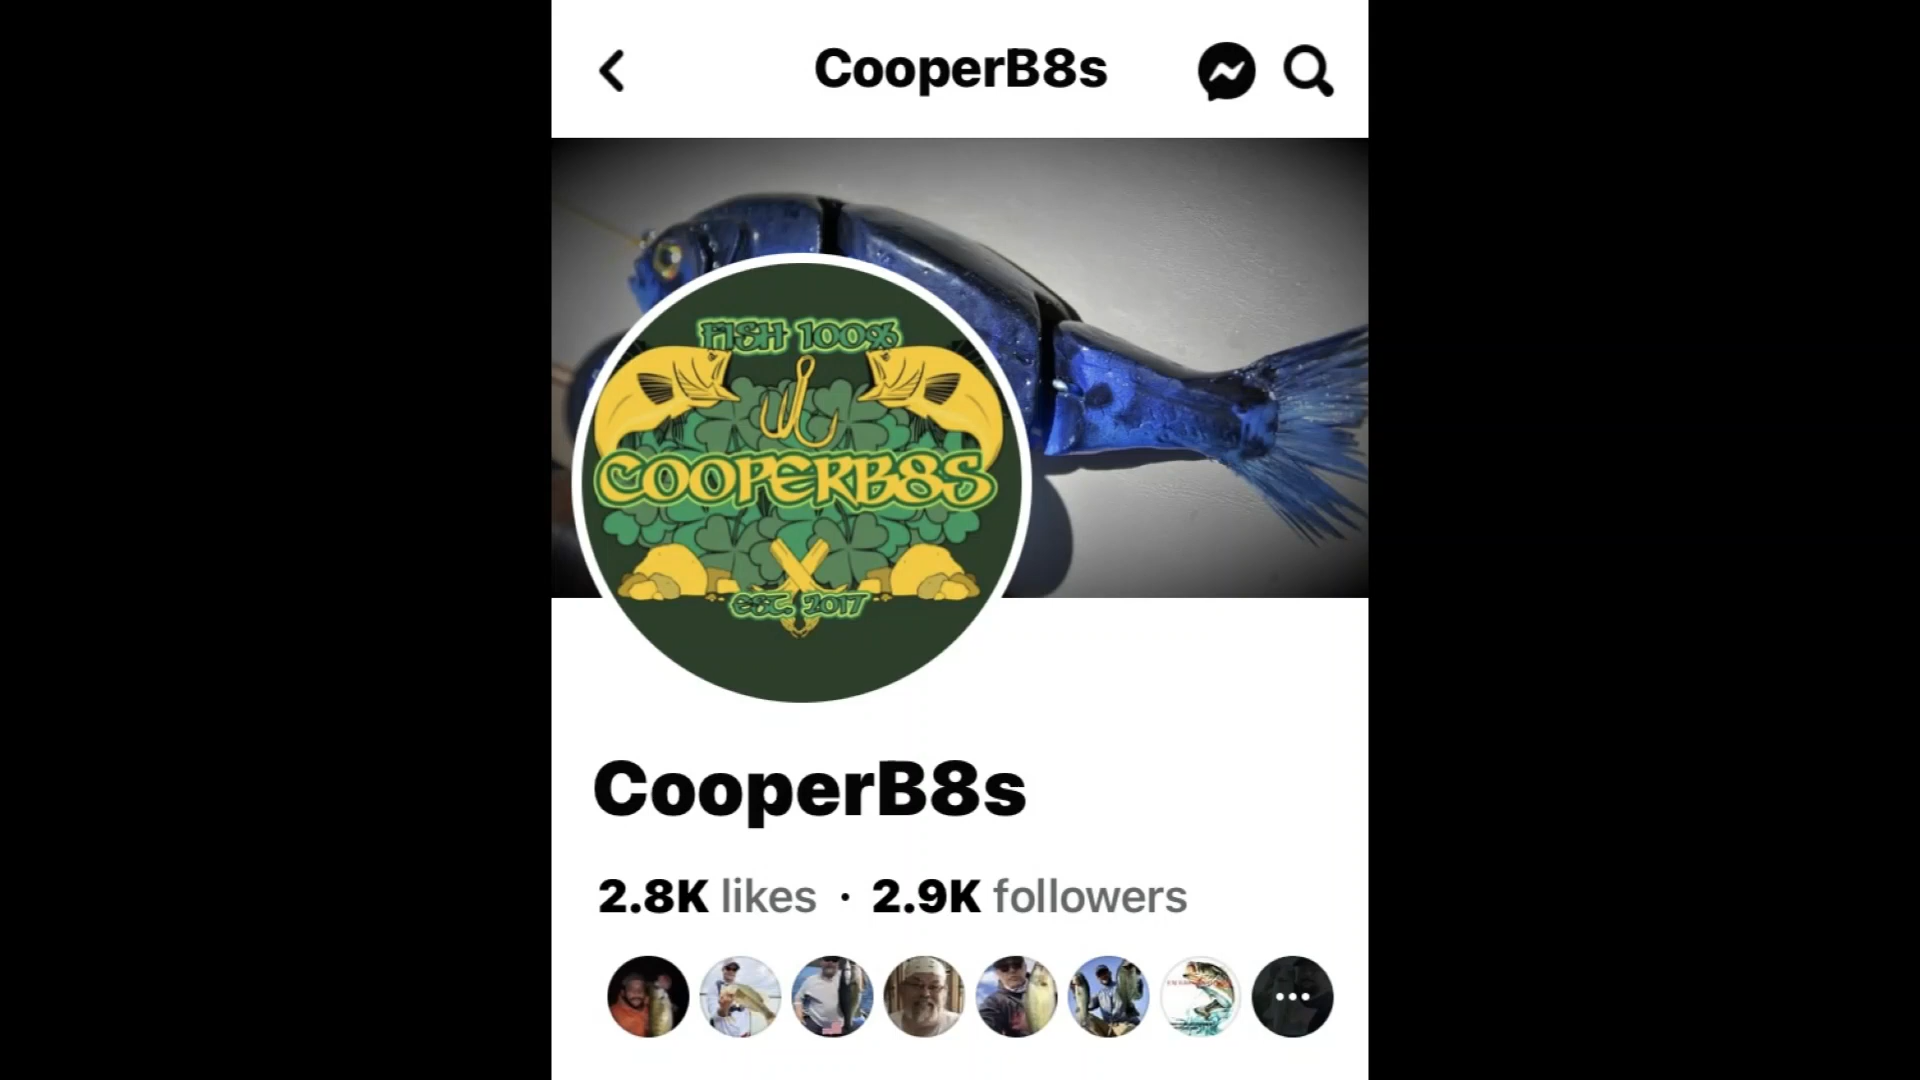 CooperB8s
FISH 100%
COOPERB8S
EST. 2017
CooperB8s
2.8K likes · 2.9K followers